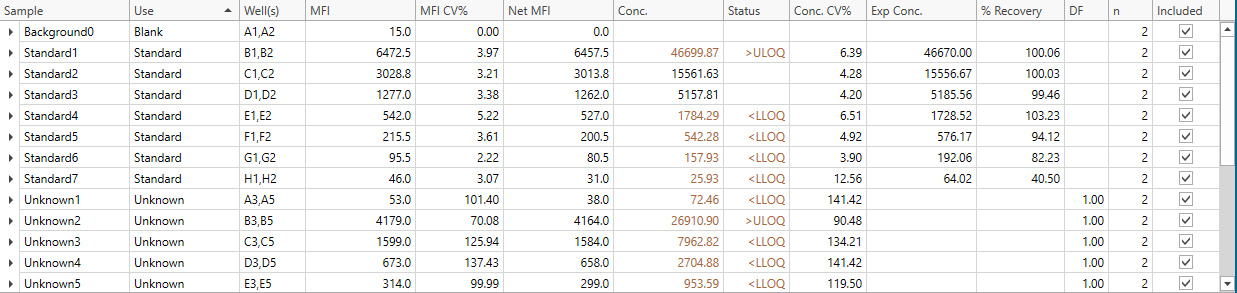 Sample Use Well(s) MFI MFI CV% Net MFI Conc. Status Conc. CV% Exp Conc. % Recovery DF n Included
Background0 Blank A1,A2 15.0 0.00 0.0 2
Standard1 Standard B1,B2 6472.5 3.97 6457.5 46699.87 >ULOQ 6.39 46670.00 100.06 2
Standard2 Standard C1,C2 3028.8 3.21 3013.8 15561.63 4.28 15556.67 100.03 2
Standard3 Standard D1,D2 1277.0 3.38 1262.0 5157.81 4.20 5185.56 99.46 2
Standard4 Standard E1,E2 542.0 5.22 527.0 1784.29 <LLOQ 6.51 1728.52 103.23 2
Standard5 Standard F1,F2 215.5 3.61 200.5 542.28 <LLOQ 4.92 576.17 94.12 2
Standard6 Standard G1,G2 95.5 2.22 80.5 157.93 <LLOQ 3.90 192.06 82.23 2
Standard7 Standard H1,H2 46.0 3.07 31.0 25.93 <LLOQ 12.56 64.02 40.50 2
Unknown1 Unknown A3,A5 53.0 101.40 38.0 72.46 <LLOQ 141.42 1.00 2
Unknown2 Unknown B3,B5 4179.0 70.08 4164.0 26910.90 >ULOQ 90.48 1.00 2
Unknown3 Unknown C3,C5 1599.0 125.94 1584.0 7962.82 <LLOQ 134.21 1.00 2
Unknown4 Unknown D3,D5 673.0 137.43 658.0 2704.88 <LLOQ 141.42 1.00 2
Unknown5 Unknown E3,E5 314.0 99.99 299.0 953.59 <LLOQ 119.50 1.00 2